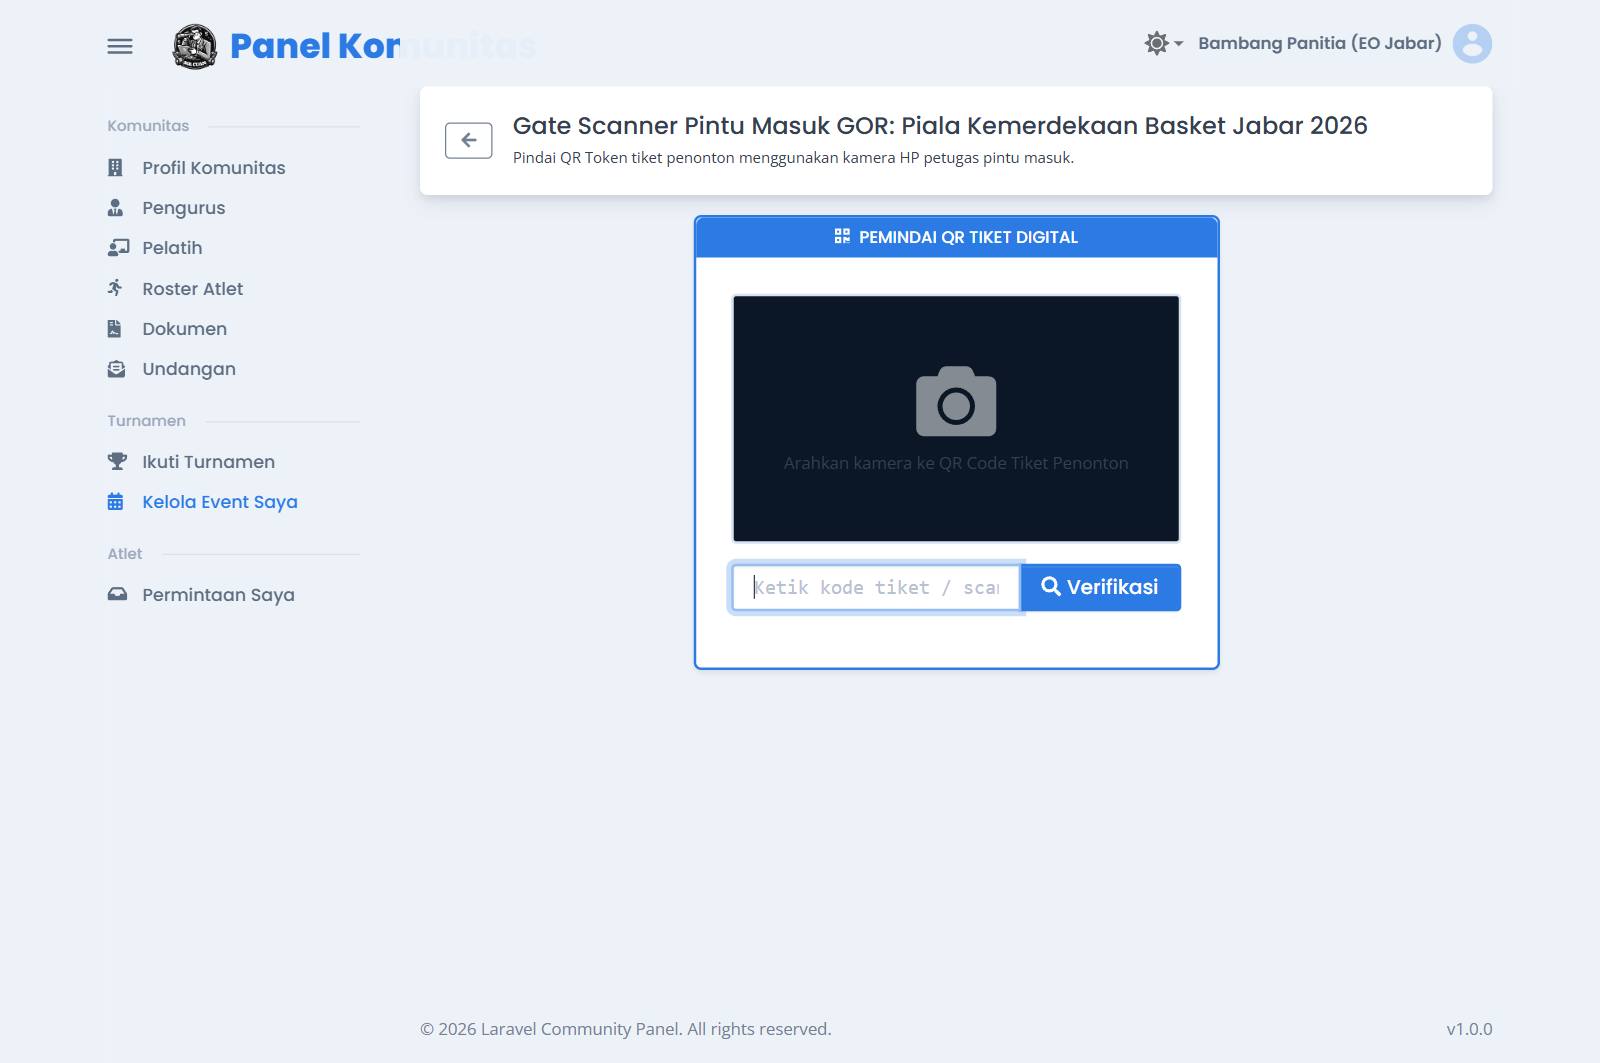 Panel Komunitas
Bambang Panitia (EO Jabar)
Komunitas
Profil Komunitas
Pengurus
Pelatih
Roster Atlet
Dokumen
Undangan
Turnamen
Ikuti Turnamen
Kelola Event Saya
Atlet
Permintaan Saya
Gate Scanner Pintu Masuk GOR: Piala Kemerdekaan Basket Jabar 2026
Pindai QR Token tiket penonton menggunakan kamera HP petugas pintu masuk.
PEMINDAI QR TIKET DIGITAL
Arahkan kamera ke QR Code Tiket Penonton
Ketik kode tiket / scan
Verifikasi
© 2026 Laravel Community Panel. All rights reserved.
v1.0.0